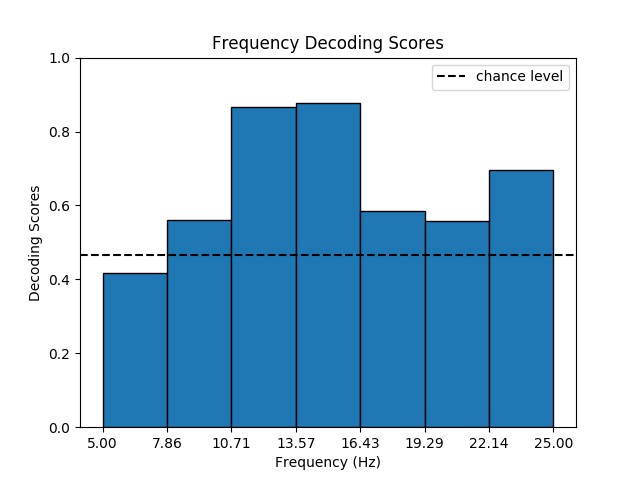 Frequency Decoding Scores
chance level
1.0
0.8
0.6
0.4
0.2
0.0
Decoding Scores
5.00 7.86 10.71 13.57 16.43 19.29 22.14 25.00
Frequency (Hz)